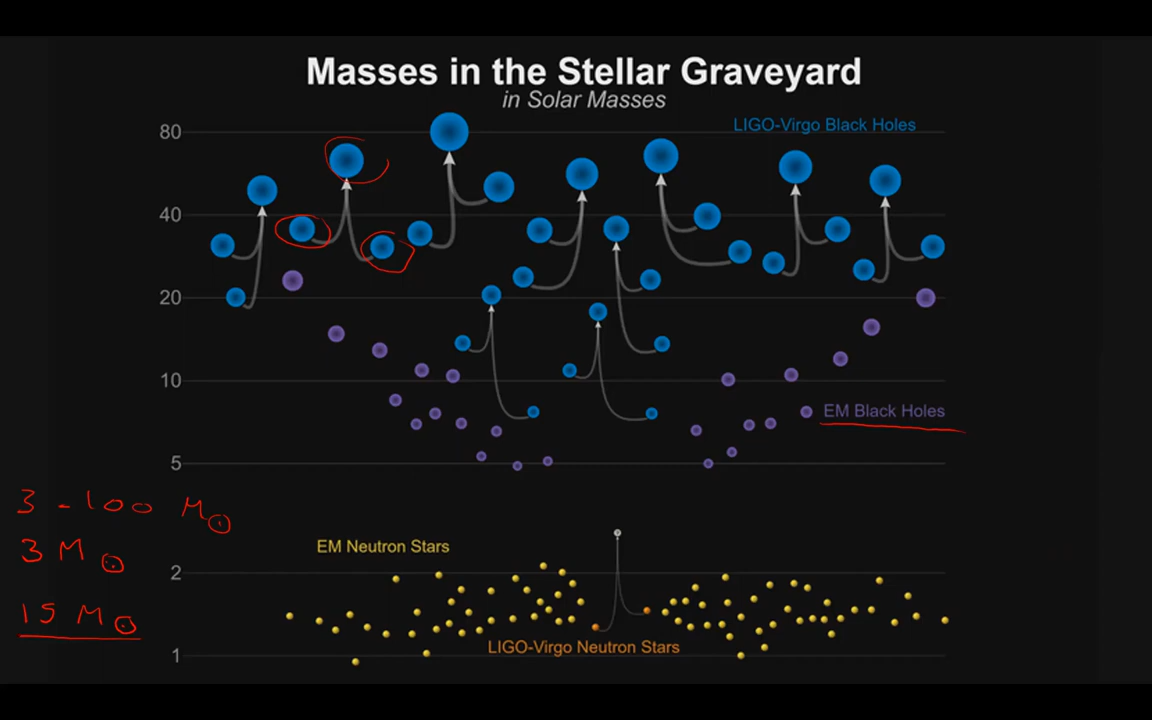 Masses in the Stellar Graveyard
in Solar Masses
80
LIGO-Virgo Black Holes
40
20
10
EM Black Holes
5
3 - 100 M⊙
3 M⊙
EM Neutron Stars
2
15 M⊙
LIGO-Virgo Neutron Stars
1